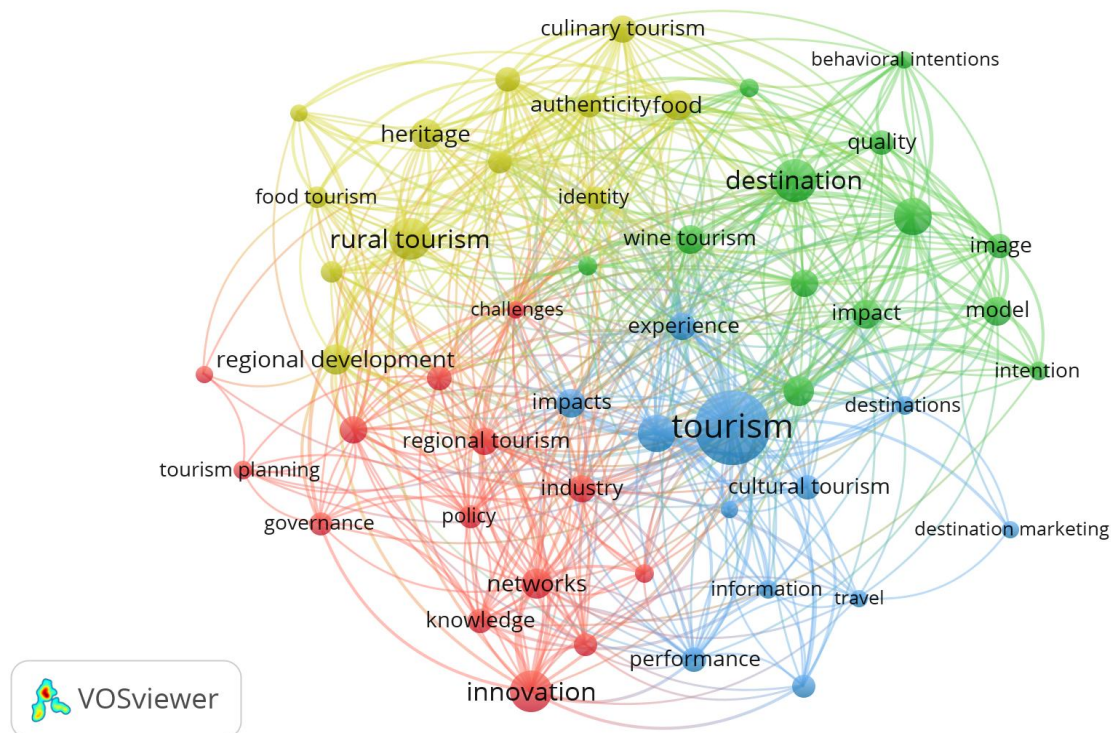 culinary tourism
behavioral intentions
authenticity
food
heritage
quality
destination
food tourism
identity
rural tourism
wine tourism
image
challenges
experience
impact
model
regional development
intention
impacts
destinations
tourism
regional tourism
tourism planning
industry
cultural tourism
governance
policy
destination marketing
networks
information
travel
knowledge
performance
innovation
VOSviewer